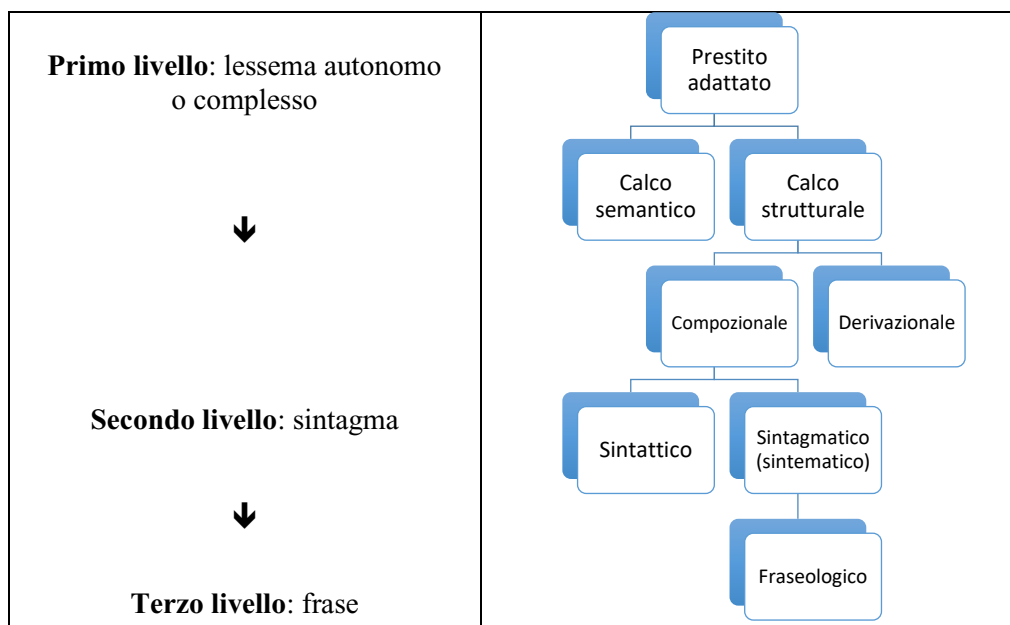 Primo livello: lessema autonomo
o complesso
🡻
Secondo livello: sintagma
🡻
Terzo livello: frase
Prestito
adattato
Calco
semantico
Calco
strutturale
Compozionale
Derivazionale
Sintattico
Sintagmatico
(sintematico)
Fraseologico